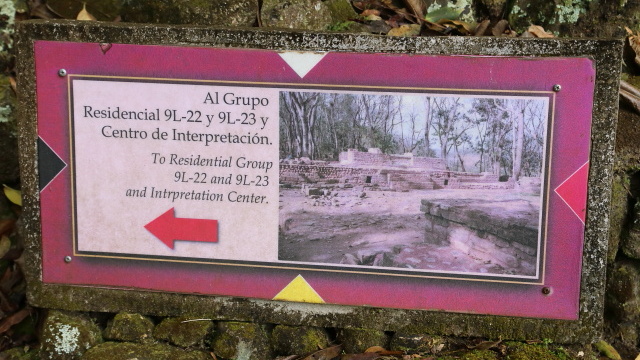 Al Grupo
Residencial 9L-22 y 9L-23 y
Centro de Interpretación.
To Residential Group
9L-22 and 9L-23
and Intrpretation Center.